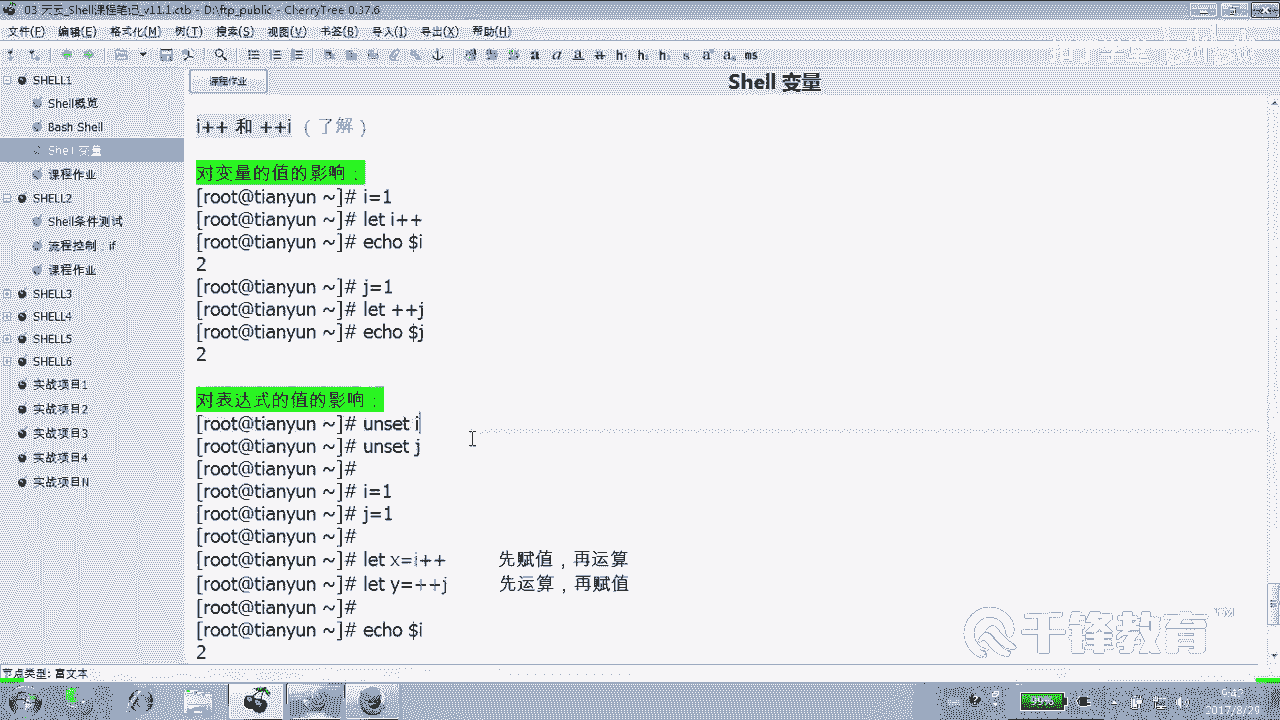 03_天云_Shell课程笔记_v11.1.ctb - D:\ftp_public - CherryTree 0.37.6
文件(F) 编辑(E) 格式化(M) 树(T) 搜索(S) 视图(V) 书签(B) 导入(I) 导出(X) 帮助(H)
SHELL1
Shell概览
Bash Shell
Shell 变量
课程作业
SHELL2
Shell条件测试
流程控制 : if
课程作业
SHELL3
SHELL4
SHELL5
SHELL6
实战项目1
实战项目2
实战项目3
实战项目4
实战项目N
课程作业
Shell 变量
i++ 和 ++i （了解）
对变量的值的影响：
[root@tianyun ~]# i=1
[root@tianyun ~]# let i++
[root@tianyun ~]# echo $i
2
[root@tianyun ~]# j=1
[root@tianyun ~]# let ++j
[root@tianyun ~]# echo $j
2
对表达式的值的影响：
[root@tianyun ~]# unset i
[root@tianyun ~]# unset j
[root@tianyun ~]#
[root@tianyun ~]# i=1
[root@tianyun ~]# j=1
[root@tianyun ~]#
[root@tianyun ~]# let x=i++ 先赋值，再运算
[root@tianyun ~]# let y=++j 先运算，再赋值
[root@tianyun ~]#
[root@tianyun ~]# echo $i
2
千锋教育
节点类型: 富文本
99%
2017/8/29